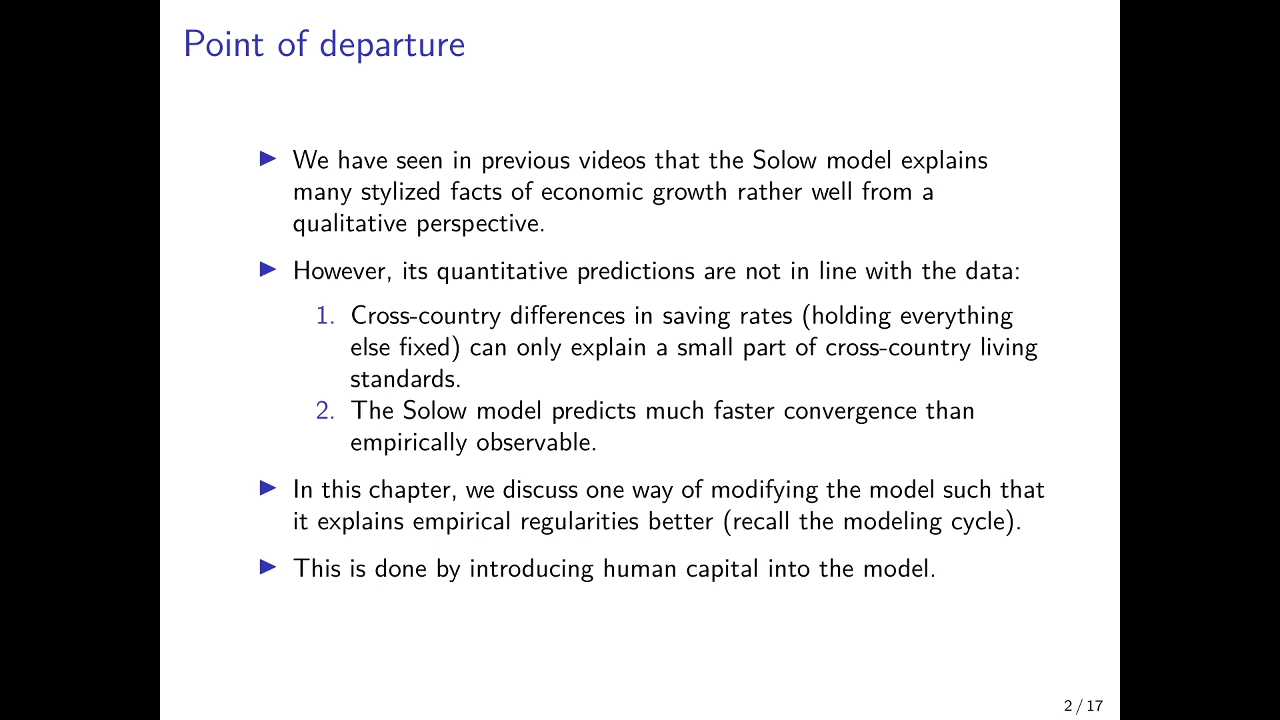 Point of departure
We have seen in previous videos that the Solow model explains
many stylized facts of economic growth rather well from a
qualitative perspective.
However, its quantitative predictions are not in line with the data:
1. Cross-country differences in saving rates (holding everything
else fixed) can only explain a small part of cross-country living
standards.
2. The Solow model predicts much faster convergence than
empirically observable.
In this chapter, we discuss one way of modifying the model such that
it explains empirical regularities better (recall the modeling cycle).
This is done by introducing human capital into the model.
2 / 17